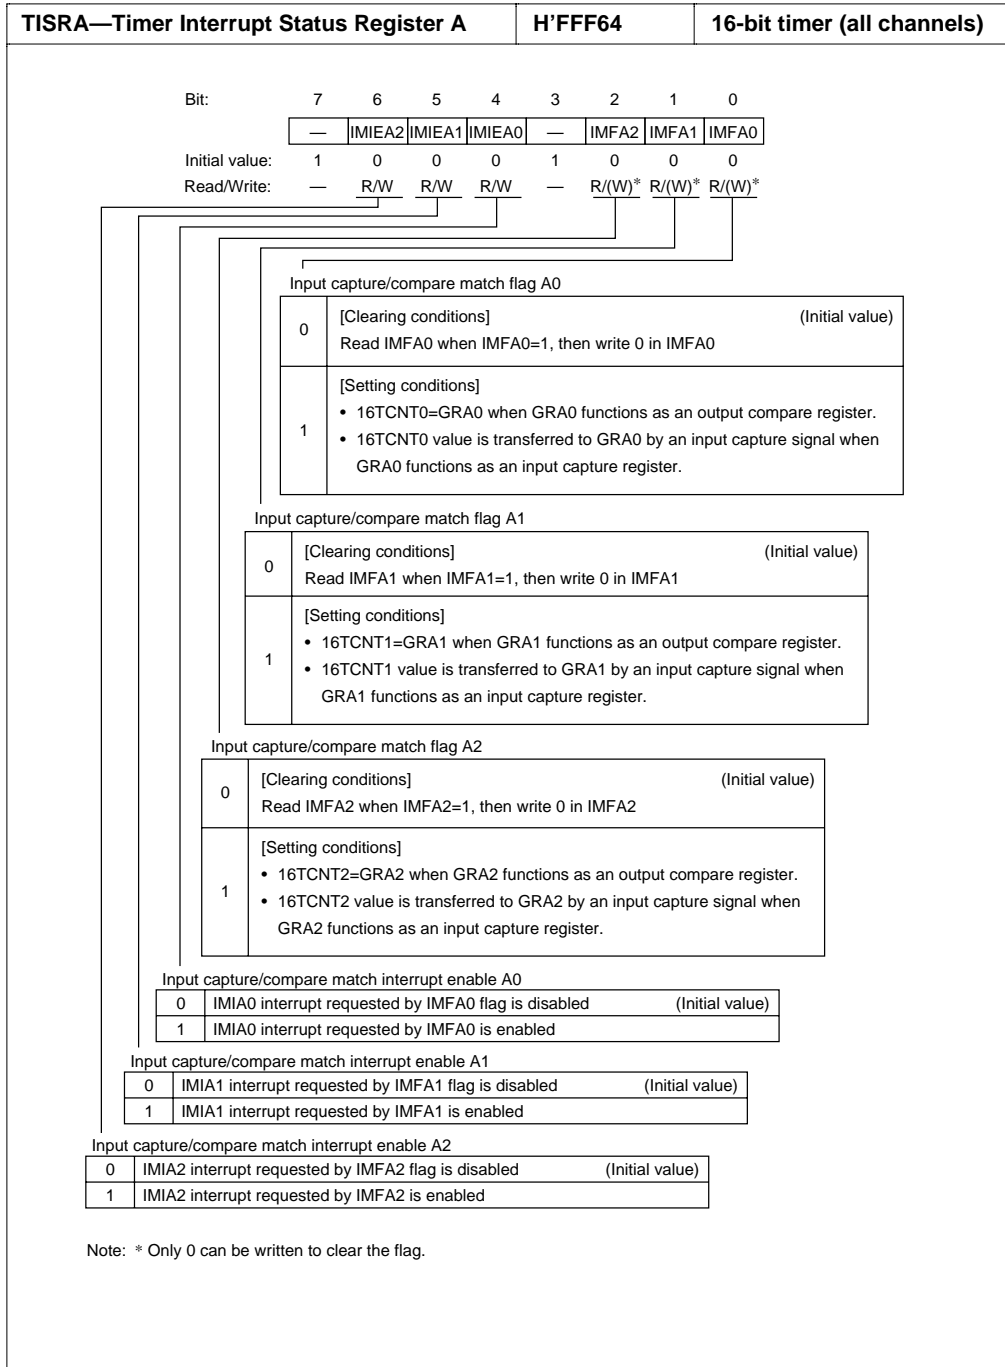 TISRA—Timer Interrupt Status Register A H'FFF64 16-bit timer (all channels)
Bit: 7 6 5 4 3 2 1 0
— IMIEA2 IMIEA1 IMIEA0 — IMFA2 IMFA1 IMFA0
Initial value: 1 0 0 0 1 0 0 0
Read/Write: — R/W R/W R/W — R/(W)* R/(W)* R/(W)*
Input capture/compare match flag A0
0 [Clearing conditions] (Initial value)
Read IMFA0 when IMFA0=1, then write 0 in IMFA0
1 [Setting conditions]
• 16TCNT0=GRA0 when GRA0 functions as an output compare register.
• 16TCNT0 value is transferred to GRA0 by an input capture signal when
GRA0 functions as an input capture register.
Input capture/compare match flag A1
0 [Clearing conditions] (Initial value)
Read IMFA1 when IMFA1=1, then write 0 in IMFA1
1 [Setting conditions]
• 16TCNT1=GRA1 when GRA1 functions as an output compare register.
• 16TCNT1 value is transferred to GRA1 by an input capture signal when
GRA1 functions as an input capture register.
Input capture/compare match flag A2
0 [Clearing conditions] (Initial value)
Read IMFA2 when IMFA2=1, then write 0 in IMFA2
1 [Setting conditions]
• 16TCNT2=GRA2 when GRA2 functions as an output compare register.
• 16TCNT2 value is transferred to GRA2 by an input capture signal when
GRA2 functions as an input capture register.
Input capture/compare match interrupt enable A0
0 IMIA0 interrupt requested by IMFA0 flag is disabled (Initial value)
1 IMIA0 interrupt requested by IMFA0 is enabled
Input capture/compare match interrupt enable A1
0 IMIA1 interrupt requested by IMFA1 flag is disabled (Initial value)
1 IMIA1 interrupt requested by IMFA1 is enabled
Input capture/compare match interrupt enable A2
0 IMIA2 interrupt requested by IMFA2 flag is disabled (Initial value)
1 IMIA2 interrupt requested by IMFA2 is enabled
Note: * Only 0 can be written to clear the flag.